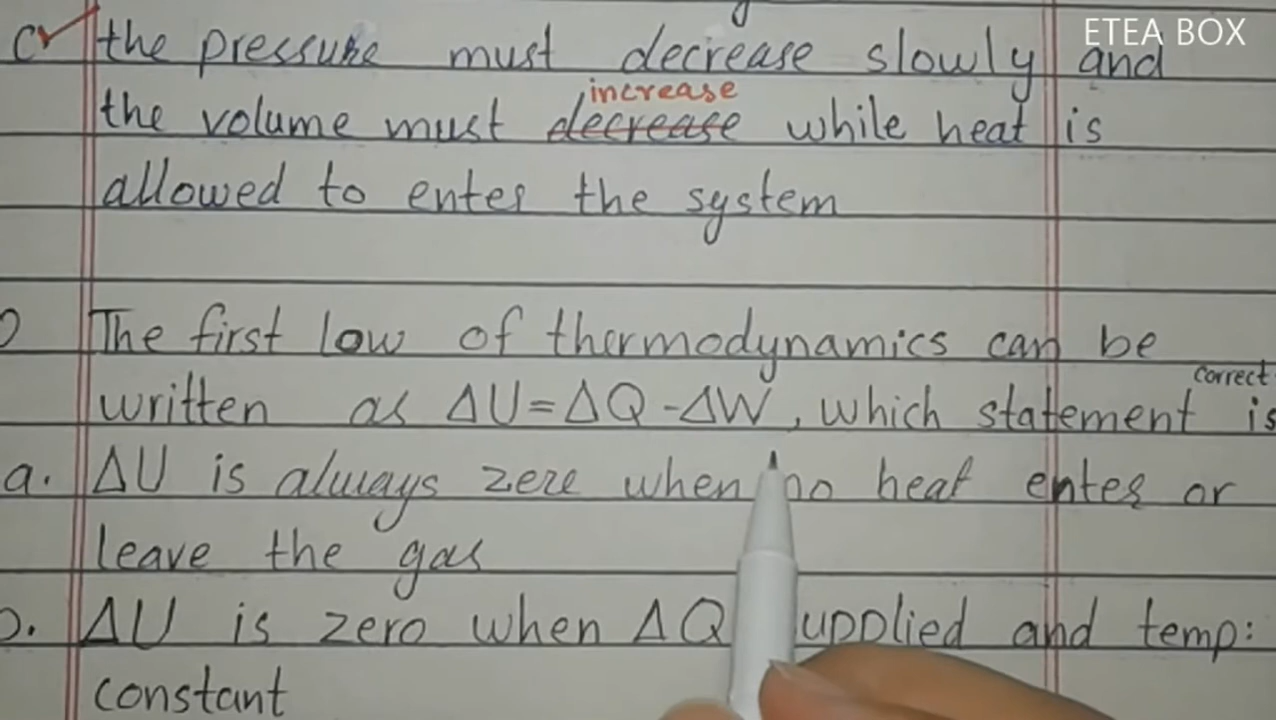 ETEA BOX
c the pressure must decrease slowly and
increase
the volume must decrease while heat is
allowed to enter the system
The first low of thermodynamics can be
correct
written as ΔU=ΔQ-ΔW, which statement is
a. ΔU is always zere when no heat enter or
leave the gas
ΔU is zero when ΔQ supplied and temp:
constant